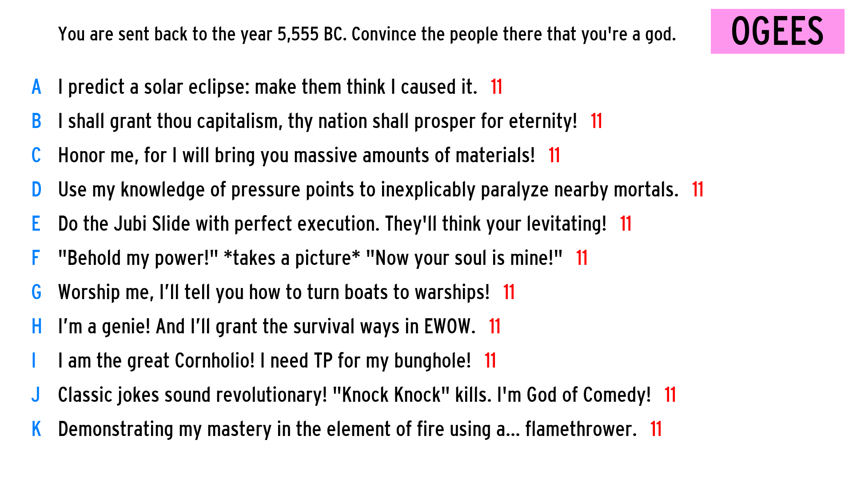 You are sent back to the year 5,555 BC. Convince the people there that you're a god.
OGEES
A I predict a solar eclipse: make them think I caused it. 11
B I shall grant thou capitalism, thy nation shall prosper for eternity! 11
C Honor me, for I will bring you massive amounts of materials! 11
D Use my knowledge of pressure points to inexplicably paralyze nearby mortals. 11
E Do the Jubi Slide with perfect execution. They'll think your levitating! 11
F "Behold my power!" *takes a picture* "Now your soul is mine!" 11
G Worship me, I’ll tell you how to turn boats to warships! 11
H I’m a genie! And I’ll grant the survival ways in EWOW. 11
I I am the great Cornholio! I need TP for my bunghole! 11
J Classic jokes sound revolutionary! "Knock Knock" kills. I'm God of Comedy! 11
K Demonstrating my mastery in the element of fire using a... flamethrower. 11